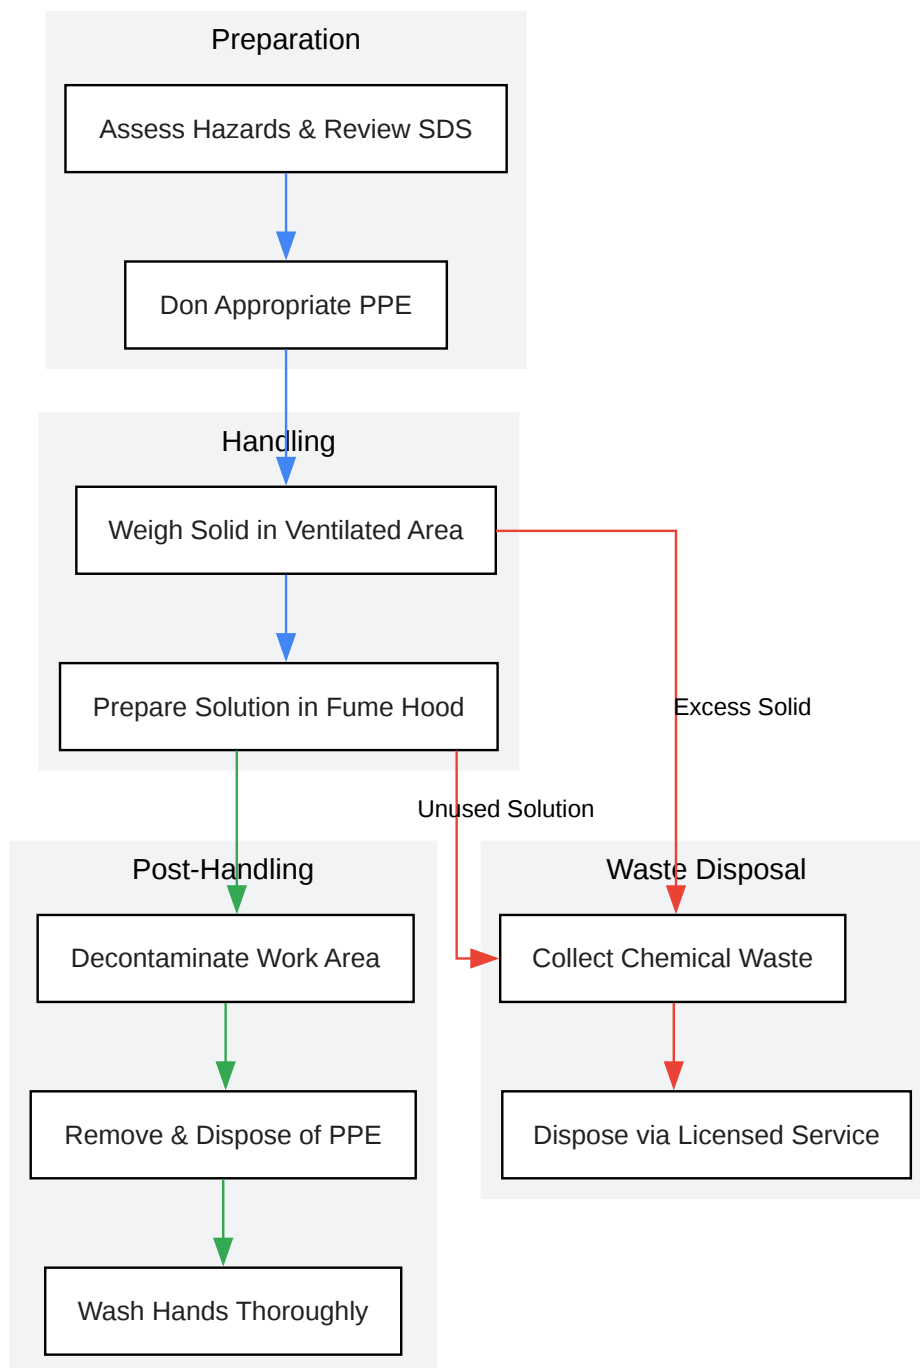 Preparation
Assess Hazards & Review SDS
Don Appropriate PPE
Handling
Weigh Solid in Ventilated Area
Prepare Solution in Fume Hood
Excess Solid
Unused Solution
Post-Handling
Decontaminate Work Area
Remove & Dispose of PPE
Wash Hands Thoroughly
Waste Disposal
Collect Chemical Waste
Dispose via Licensed Service